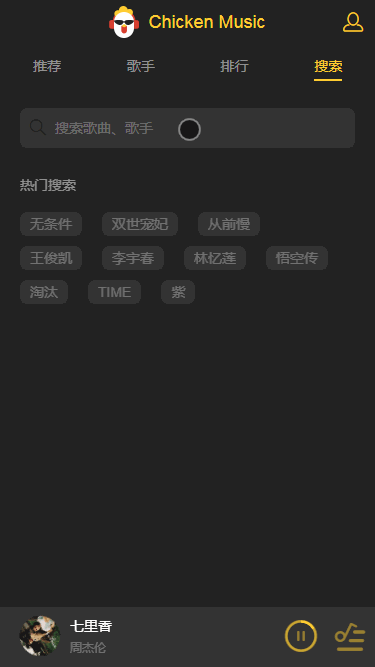 Chicken Music
推荐 歌手 排行 搜索
搜索歌曲、歌手
热门搜索
无条件 双世宠妃 从前慢
王俊凯 李宇春 林忆莲 悟空传
淘汰 TIME 紫
七里香
周杰伦